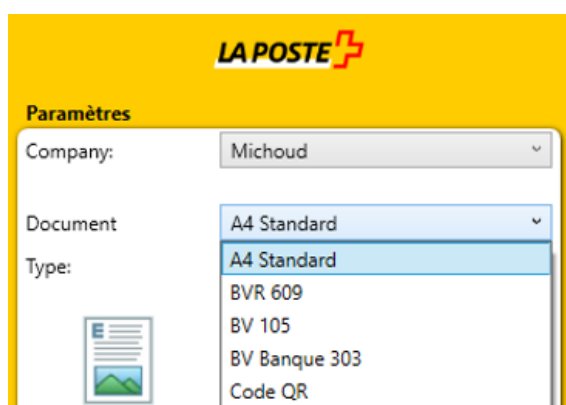 LA POSTE
Paramètres
Company: Michoud
Document A4 Standard
Type: A4 Standard
BVR 609
E
BV 105
BV Banque 303
Code QR